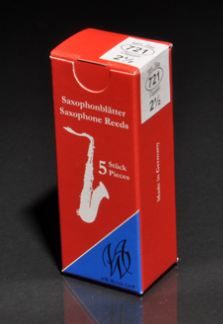 721
2½
721
2½
Saxophonblätter
Saxophone Reeds
5 Stück
Pieces
Made in Germany